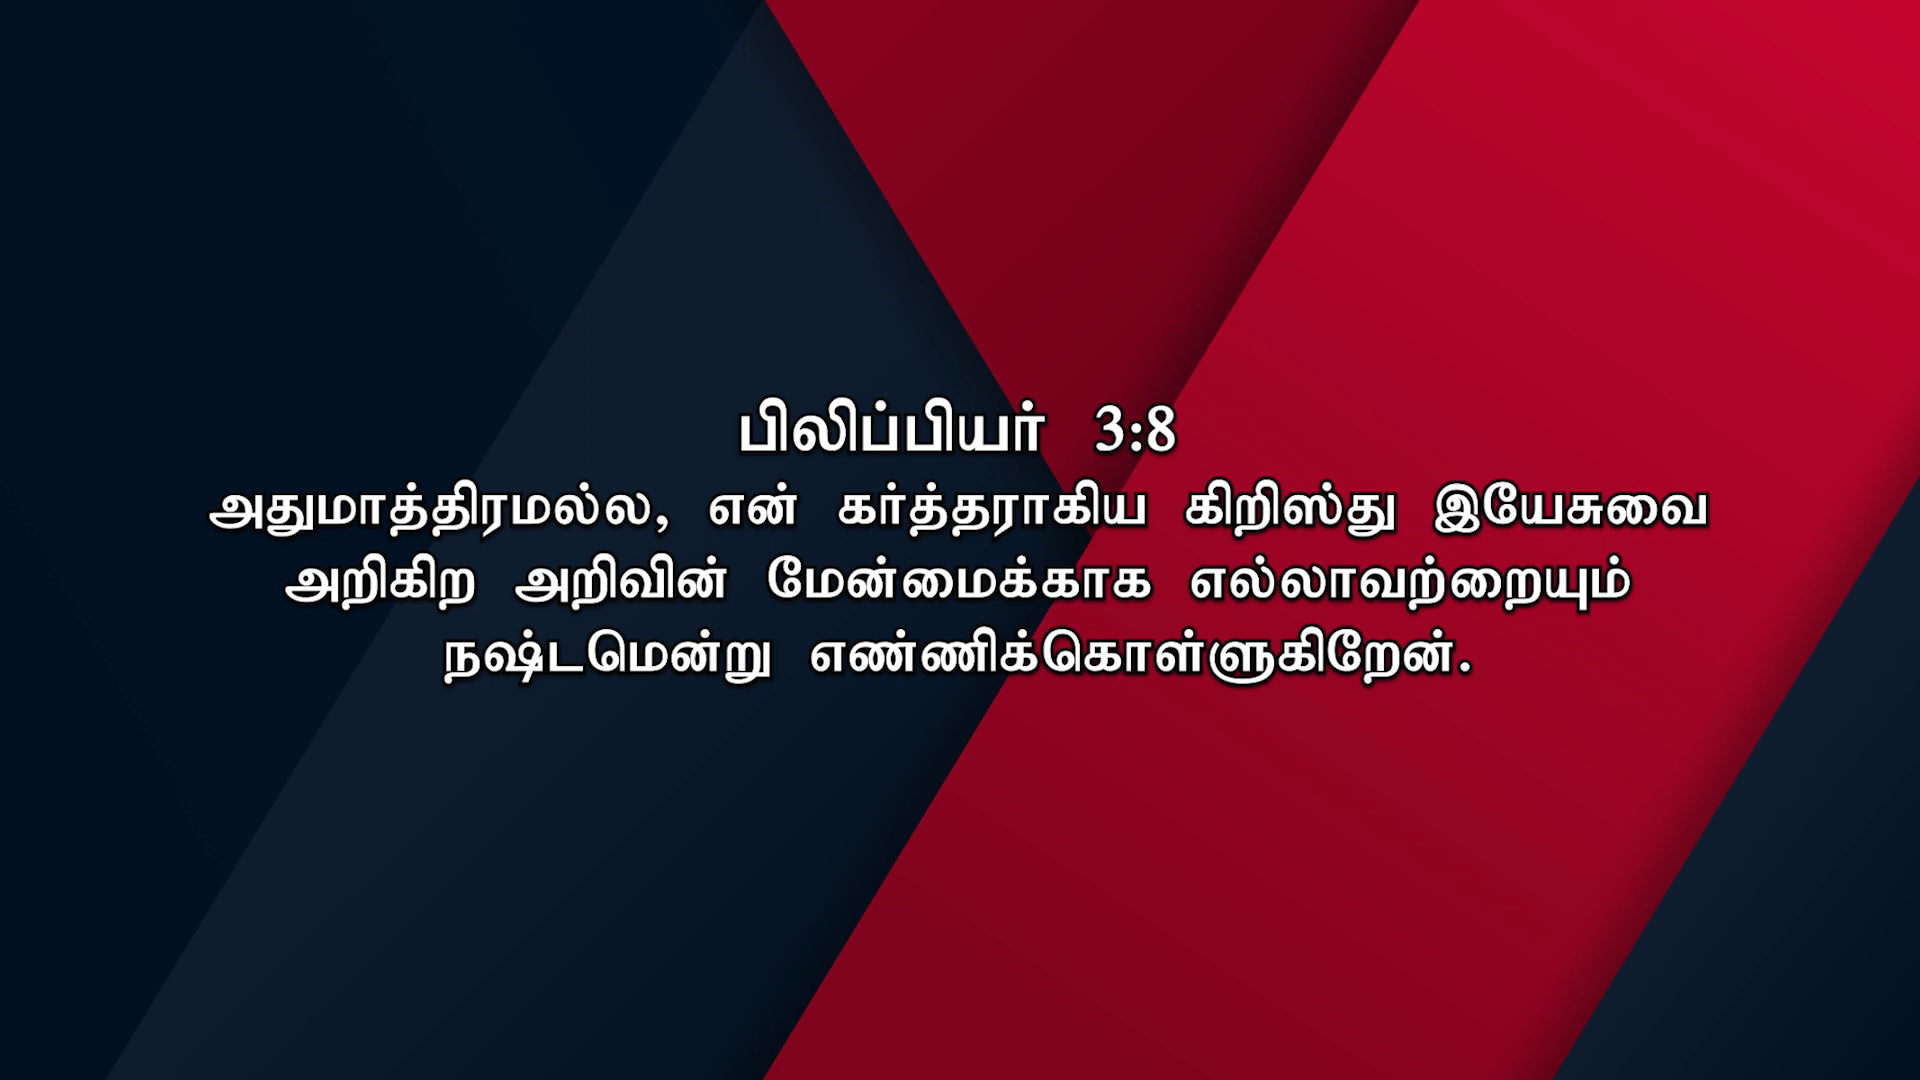 பிலிப்பியர் 3:8
அதுமாத்திரமல்ல, என் கர்த்தராகிய கிறிஸ்து இயேசுவை
அறிகிற அறிவின் மேன்மைக்காக எல்லாவற்றையும்
நஷ்டமென்று எண்ணிக்கொள்ளுகிறேன்.